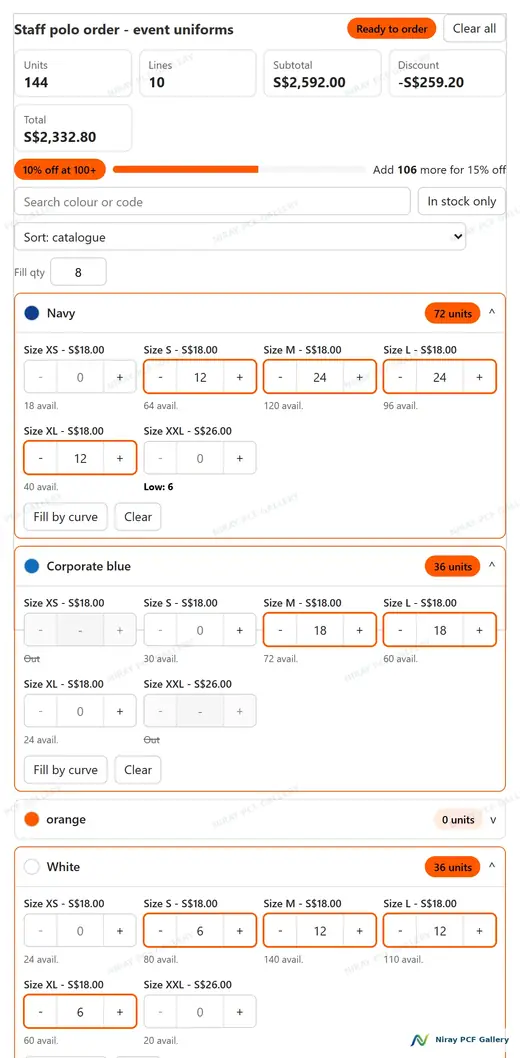 Staff polo order - event uniforms
Ready to order
Clear all
Units
144
Lines
10
Subtotal
S$2,592.00
Discount
-S$259.20
Total
S$2,332.80
10% off at 100+
Add 106 more for 15% off
Search colour or code
In stock only
Sort: catalogue
Fill qty 8
Navy 72 units ^
Size XS - S$18.00 Size S - S$18.00 Size M - S$18.00 Size L - S$18.00
- 0 + - 12 + - 24 + - 24 +
18 avail. 64 avail. 120 avail. 96 avail.
Size XL - S$18.00 Size XXL - S$26.00
- 12 + - 0 +
40 avail. Low: 6
Fill by curve Clear
Corporate blue 36 units ^
Size XS - S$18.00 Size S - S$18.00 Size M - S$18.00 Size L - S$18.00
- - + - 0 + - 18 + - 18 +
Out 30 avail. 72 avail. 60 avail.
Size XL - S$18.00 Size XXL - S$26.00
- 0 + - - +
24 avail. Out
Fill by curve Clear
orange 0 units v
White 36 units ^
Size XS - S$18.00 Size S - S$18.00 Size M - S$18.00 Size L - S$18.00
- 0 + - 6 + - 12 + - 12 +
24 avail. 80 avail. 140 avail. 110 avail.
Size XL - S$18.00 Size XXL - S$26.00
- 6 + - 0 +
60 avail. 20 avail.
Niray PCF Gallery